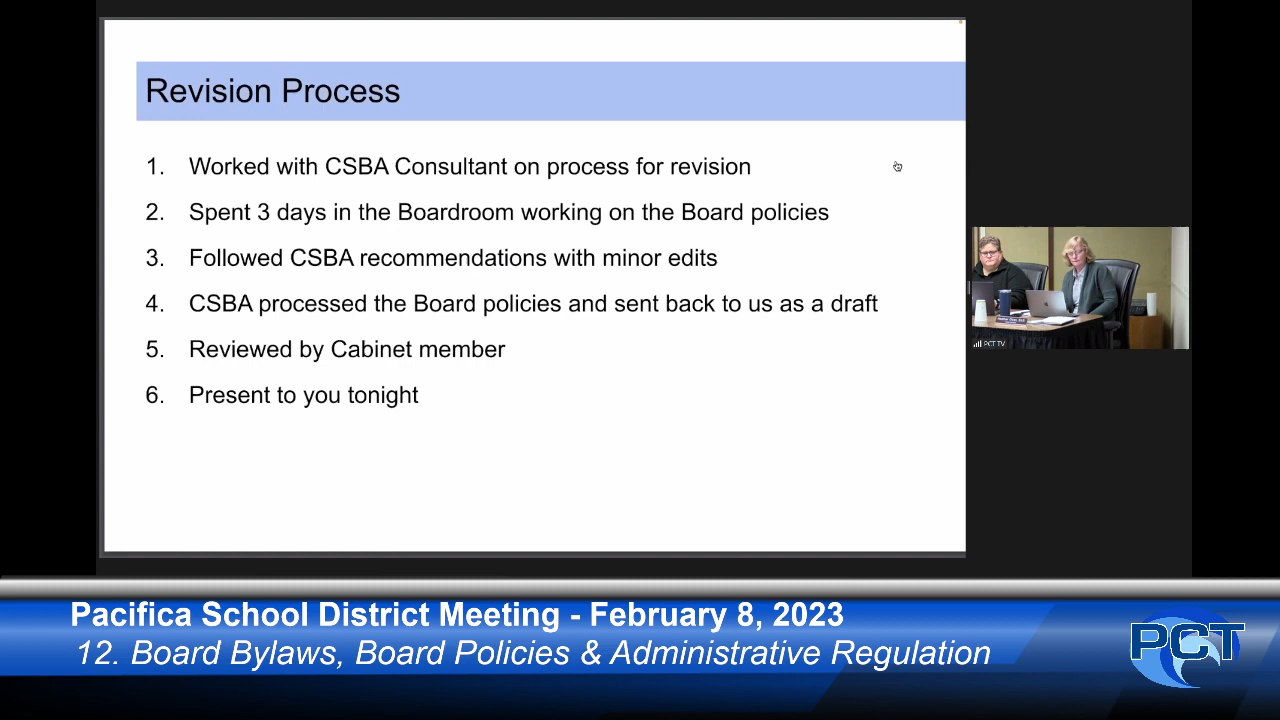 Revision Process
1. Worked with CSBA Consultant on process for revision
2. Spent 3 days in the Boardroom working on the Board policies
3. Followed CSBA recommendations with minor edits
4. CSBA processed the Board policies and sent back to us as a draft
5. Reviewed by Cabinet member
6. Present to you tonight
PCT TV
Pacifica School District Meeting - February 8, 2023
12. Board Bylaws, Board Policies & Administrative Regulation
PCT